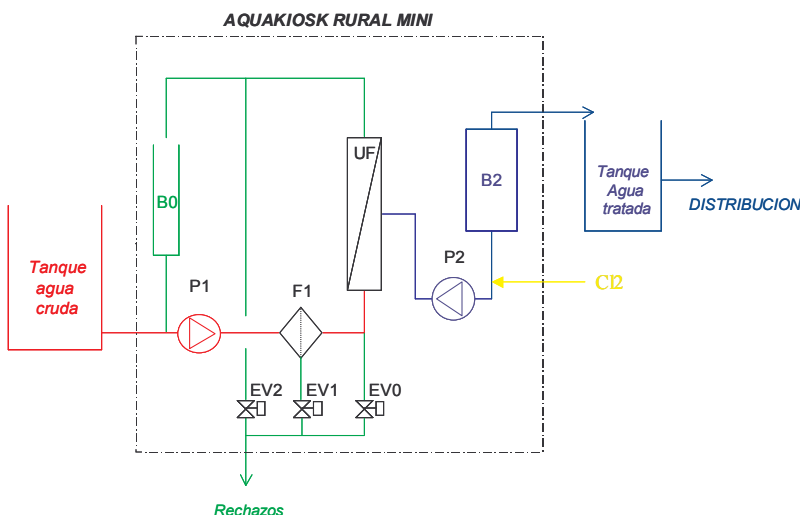 AQUAKIOSK RURAL MINI
UF
B0
B2
Tanque
Agua
tratada
DISTRIBUCION
Tanque
agua
cruda
P1
F1
P2
Cl2
EV2
EV1
EV0
Rechazos